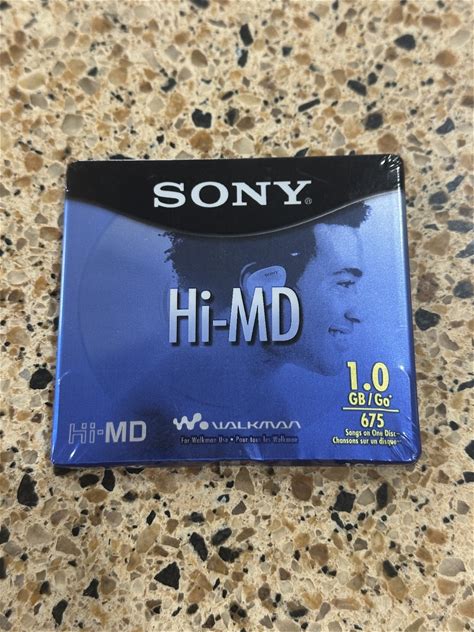 SONY®
SONY
Hi-MD
1.0
GB/Go*
675
Songs on One Disc~
Chansons sur un disque~
Hi-MD
WALKMAN
For Walkman Use • Pour tous les Walkman